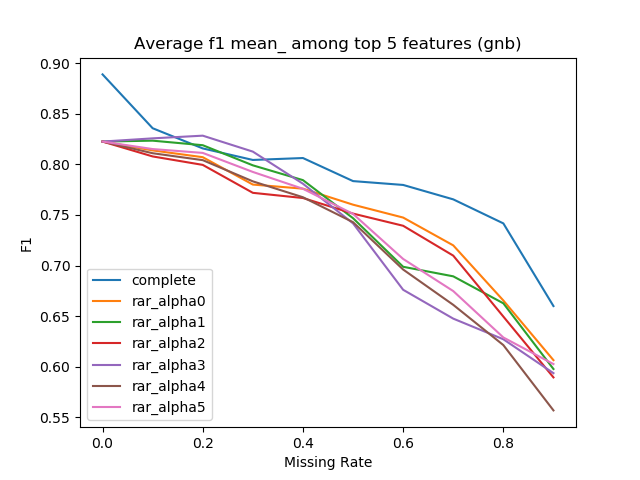 Average f1 mean_ among top 5 features (gnb)
F1
0.90
0.85
0.80
0.75
0.70
0.65
0.60
0.55
complete
rar_alpha0
rar_alpha1
rar_alpha2
rar_alpha3
rar_alpha4
rar_alpha5
0.0 0.2 0.4 0.6 0.8
Missing Rate